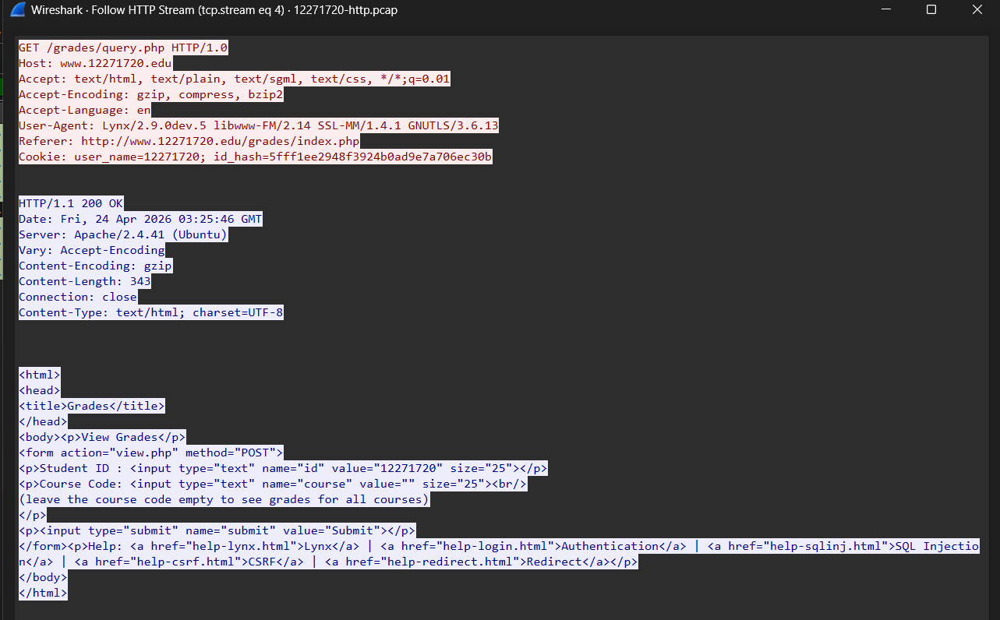 Wireshark · Follow HTTP Stream (tcp.stream eq 4) · 12271720-http.pcap
GET /grades/query.php HTTP/1.0
Host: www.12271720.edu
Accept: text/html, text/plain, text/sgml, text/css, */*;q=0.01
Accept-Encoding: gzip, compress, bzip2
Accept-Language: en
User-Agent: Lynx/2.9.0dev.5 libwww-FM/2.14 SSL-MM/1.4.1 GNUTLS/3.6.13
Referer: http://www.12271720.edu/grades/index.php
Cookie: user_name=12271720; id_hash=5fff1ee2948f3924b0ad9e7a706ec30b
HTTP/1.1 200 OK
Date: Fri, 24 Apr 2026 03:25:46 GMT
Server: Apache/2.4.41 (Ubuntu)
Vary: Accept-Encoding
Content-Encoding: gzip
Content-Length: 343
Connection: close
Content-Type: text/html; charset=UTF-8
<html>
<head>
<title>Grades</title>
</head>
<body><p>View Grades</p>
<form action="view.php" method="POST">
<p>Student ID : <input type="text" name="id" value="12271720" size="25"></p>
<p>Course Code: <input type="text" name="course" value="" size="25"><br/>
(leave the course code empty to see grades for all courses)
</p>
<p><input type="submit" name="submit" value="Submit"></p>
</form><p>Help: <a href="help-lynx.html">Lynx</a> | <a href="help-login.html">Authentication</a> | <a href="help-sqlinj.html">SQL Injectio
n</a> | <a href="help-csrf.html">CSRF</a> | <a href="help-redirect.html">Redirect</a></p>
</body>
</html>